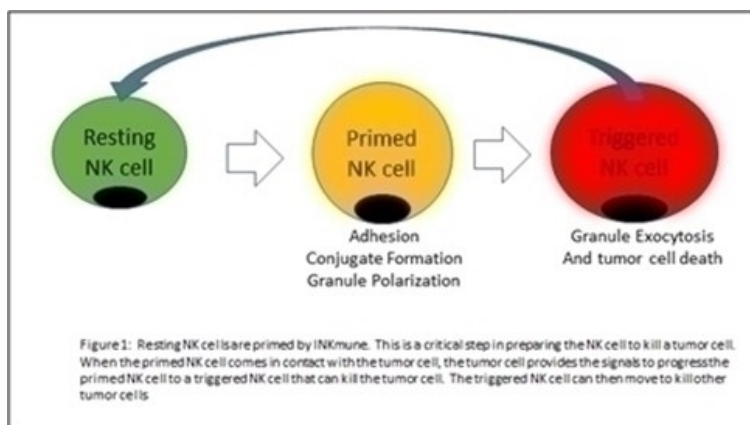 Resting
NK cell
Primed
NK cell
Triggered
NK cell
Adhesion
Conjugate Formation
Granule Polarization
Granule Exocytosis
And tumor cell death
Figure 1: Resting NK cells are primed by INKmune. This is a critical step in preparing the NK cell to kill a tumor cell.
When the primed NK cell comes in contact with the tumor cell, the tumor cell provides the signals to progress the
primed NK cell to a triggered NK cell that can kill the tumor cell. The triggered NK cell can then move to kill other
tumor cells